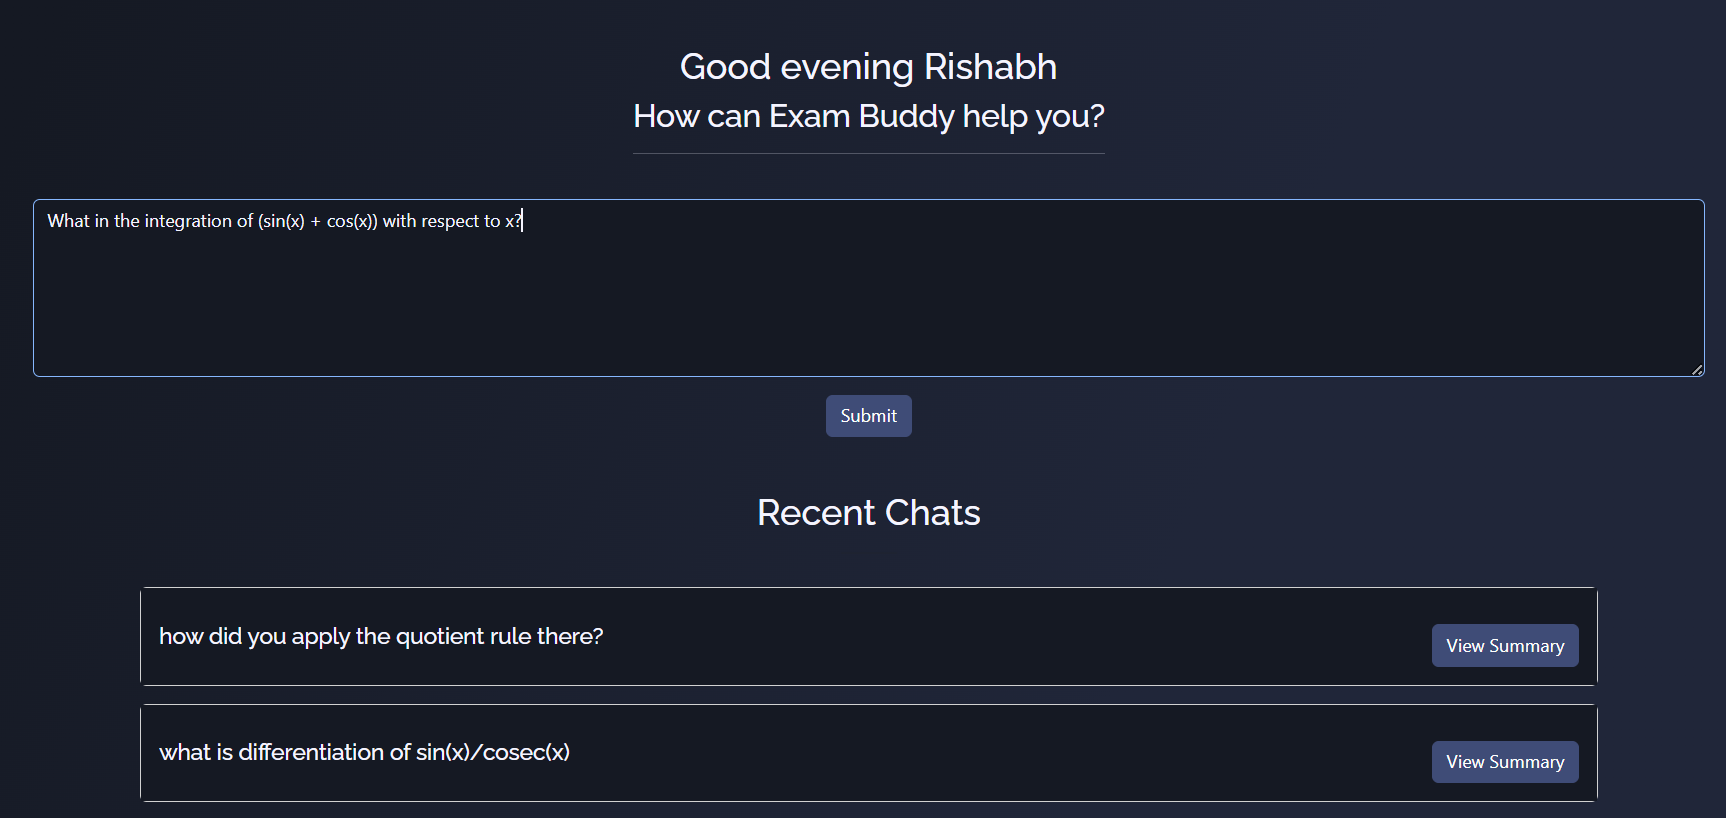 Good evening Rishabh
How can Exam Buddy help you?
What in the integration of (sin(x) + cos(x)) with respect to x?
Submit
Recent Chats
how did you apply the quotient rule there?
View Summary
what is differentiation of sin(x)/cosec(x)
View Summary